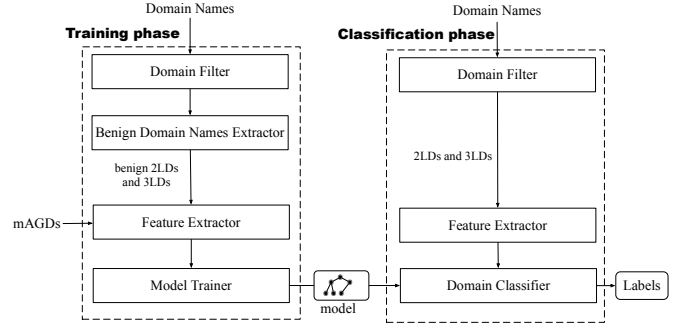 Domain Names
Training phase
Domain Filter
Benign Domain Names Extractor
benign 2LDs
and 3LDs
mAGDs
Feature Extractor
Model Trainer
model
Domain Names
Classification phase
Domain Filter
2LDs and 3LDs
Feature Extractor
Domain Classifier
Labels